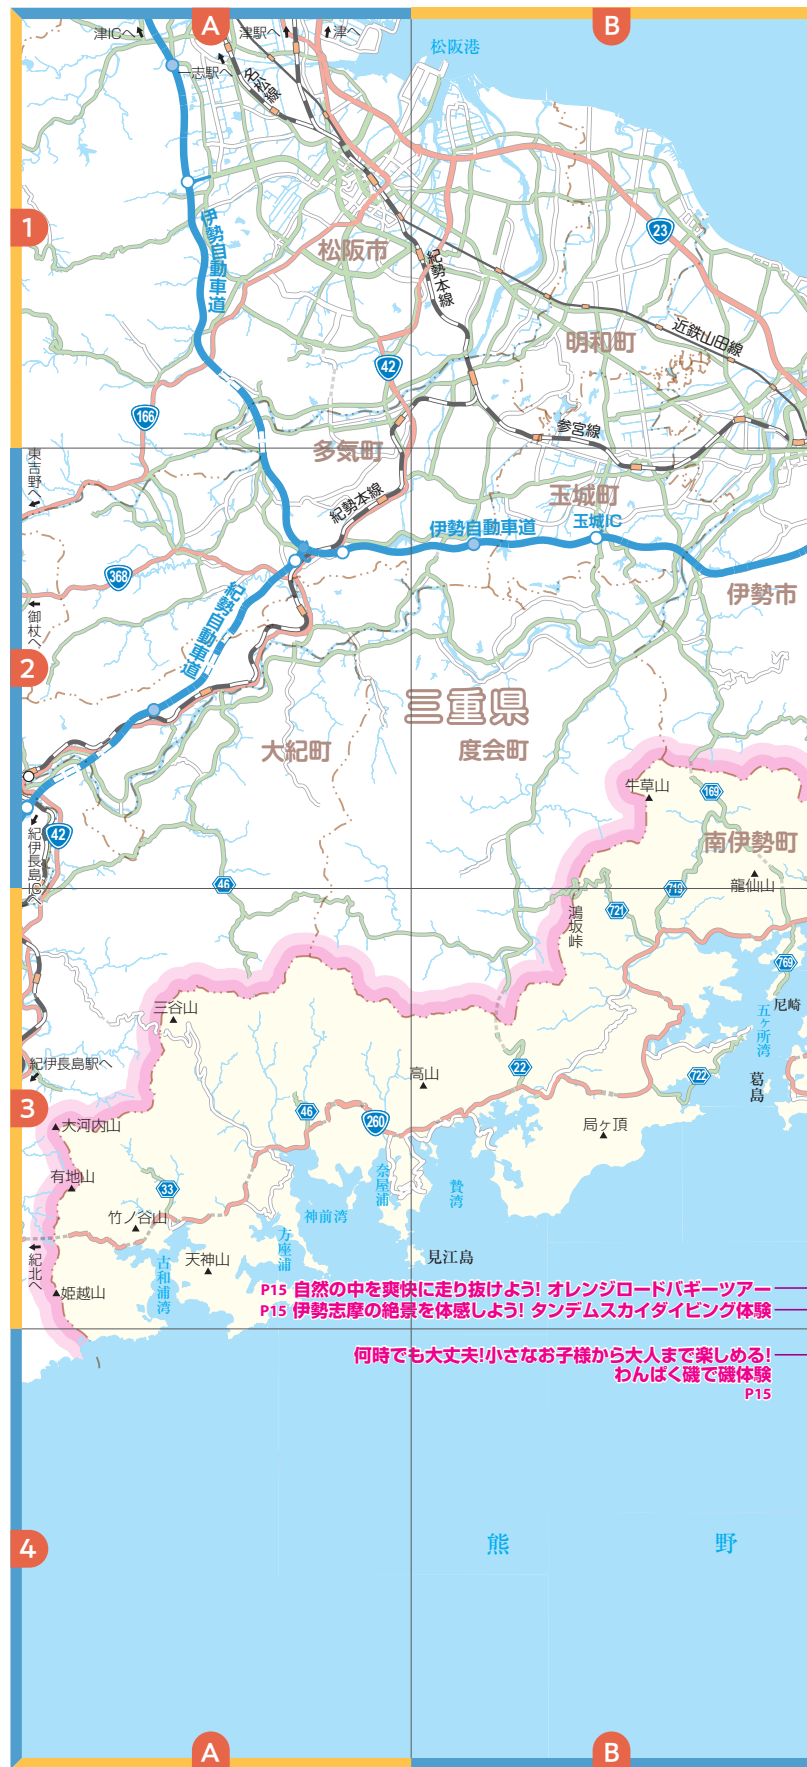 A
B
津ICへ
津駅へ
津へ
松阪港
一志駅へ
名松線
1
伊勢自動車道
松阪市
紀勢本線
23
明和町
近鉄山田線
42
166
参宮線
多気町
東吉野へ
紀勢本線
玉城町
伊勢自動車道
玉城IC
368
伊勢市
御杖へ
紀勢自動車道
2
三重県
大紀町
度会町
牛草山
169
42
紀伊長島ICへ
南伊勢町
46
719
龍仙山
721
鴻坂峠
769
三谷山
尼崎
五ヶ所湾
紀伊長島駅へ
高山
22
722
葛島
3
46
260
大河内山
局ヶ頂
有地山
33
奈屋浦
贄湾
竹ノ谷山
神前湾
方座浦
紀北へ
古和浦湾
天神山
見江島
姫越山
P15 自然の中を爽快に走り抜けよう! オレンジロードバギーツアー
P15 伊勢志摩の絶景を体感しよう! タンデムスカイダイビング体験
何時でも大丈夫!小さなお子様から大人まで楽しめる!
わんぱく磯で磯体験
P15
4
熊 野
A
B